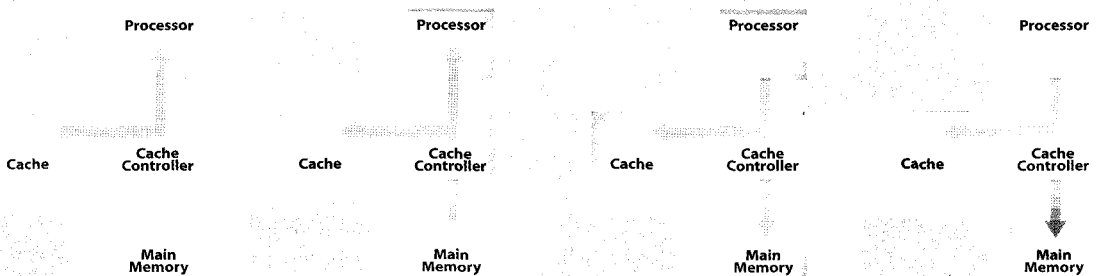 Processor
Processor
Processor
Processor
Cache
Cache
Controller
Cache
Cache
Controller
Cache
Cache
Controller
Cache
Cache
Controller
Main
Memory
Main
Memory
Main
Memory
Main
Memory